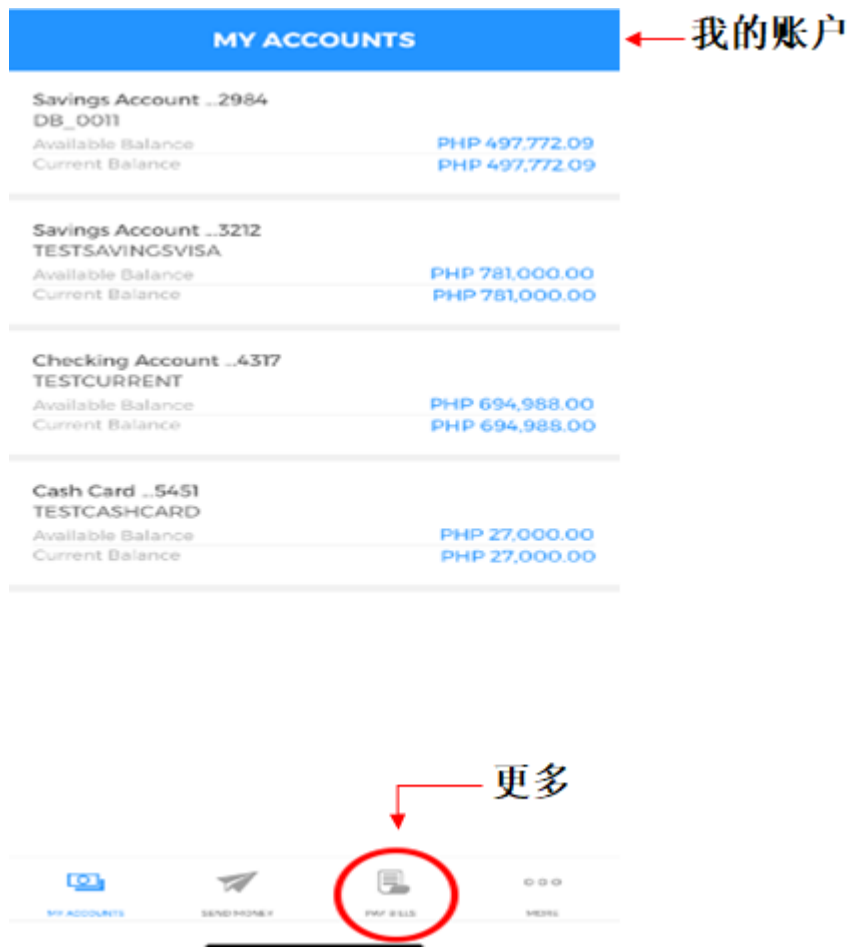 MY ACCOUNTS
我的账户
Savings Account ...2984
DB_0011
Available Balance PHP 497,772.09
Current Balance PHP 497,772.09
Savings Account ...3212
TESTSAVINGSVISA
Available Balance PHP 781,000.00
Current Balance PHP 781,000.00
Checking Account ...4317
TESTCURRENT
Available Balance PHP 694,988.00
Current Balance PHP 694,988.00
Cash Card ...5451
TESTCASHCARD
Available Balance PHP 27,000.00
Current Balance PHP 27,000.00
更多
MY ACCOUNTS SEND MONEY PAY BILLS MORE